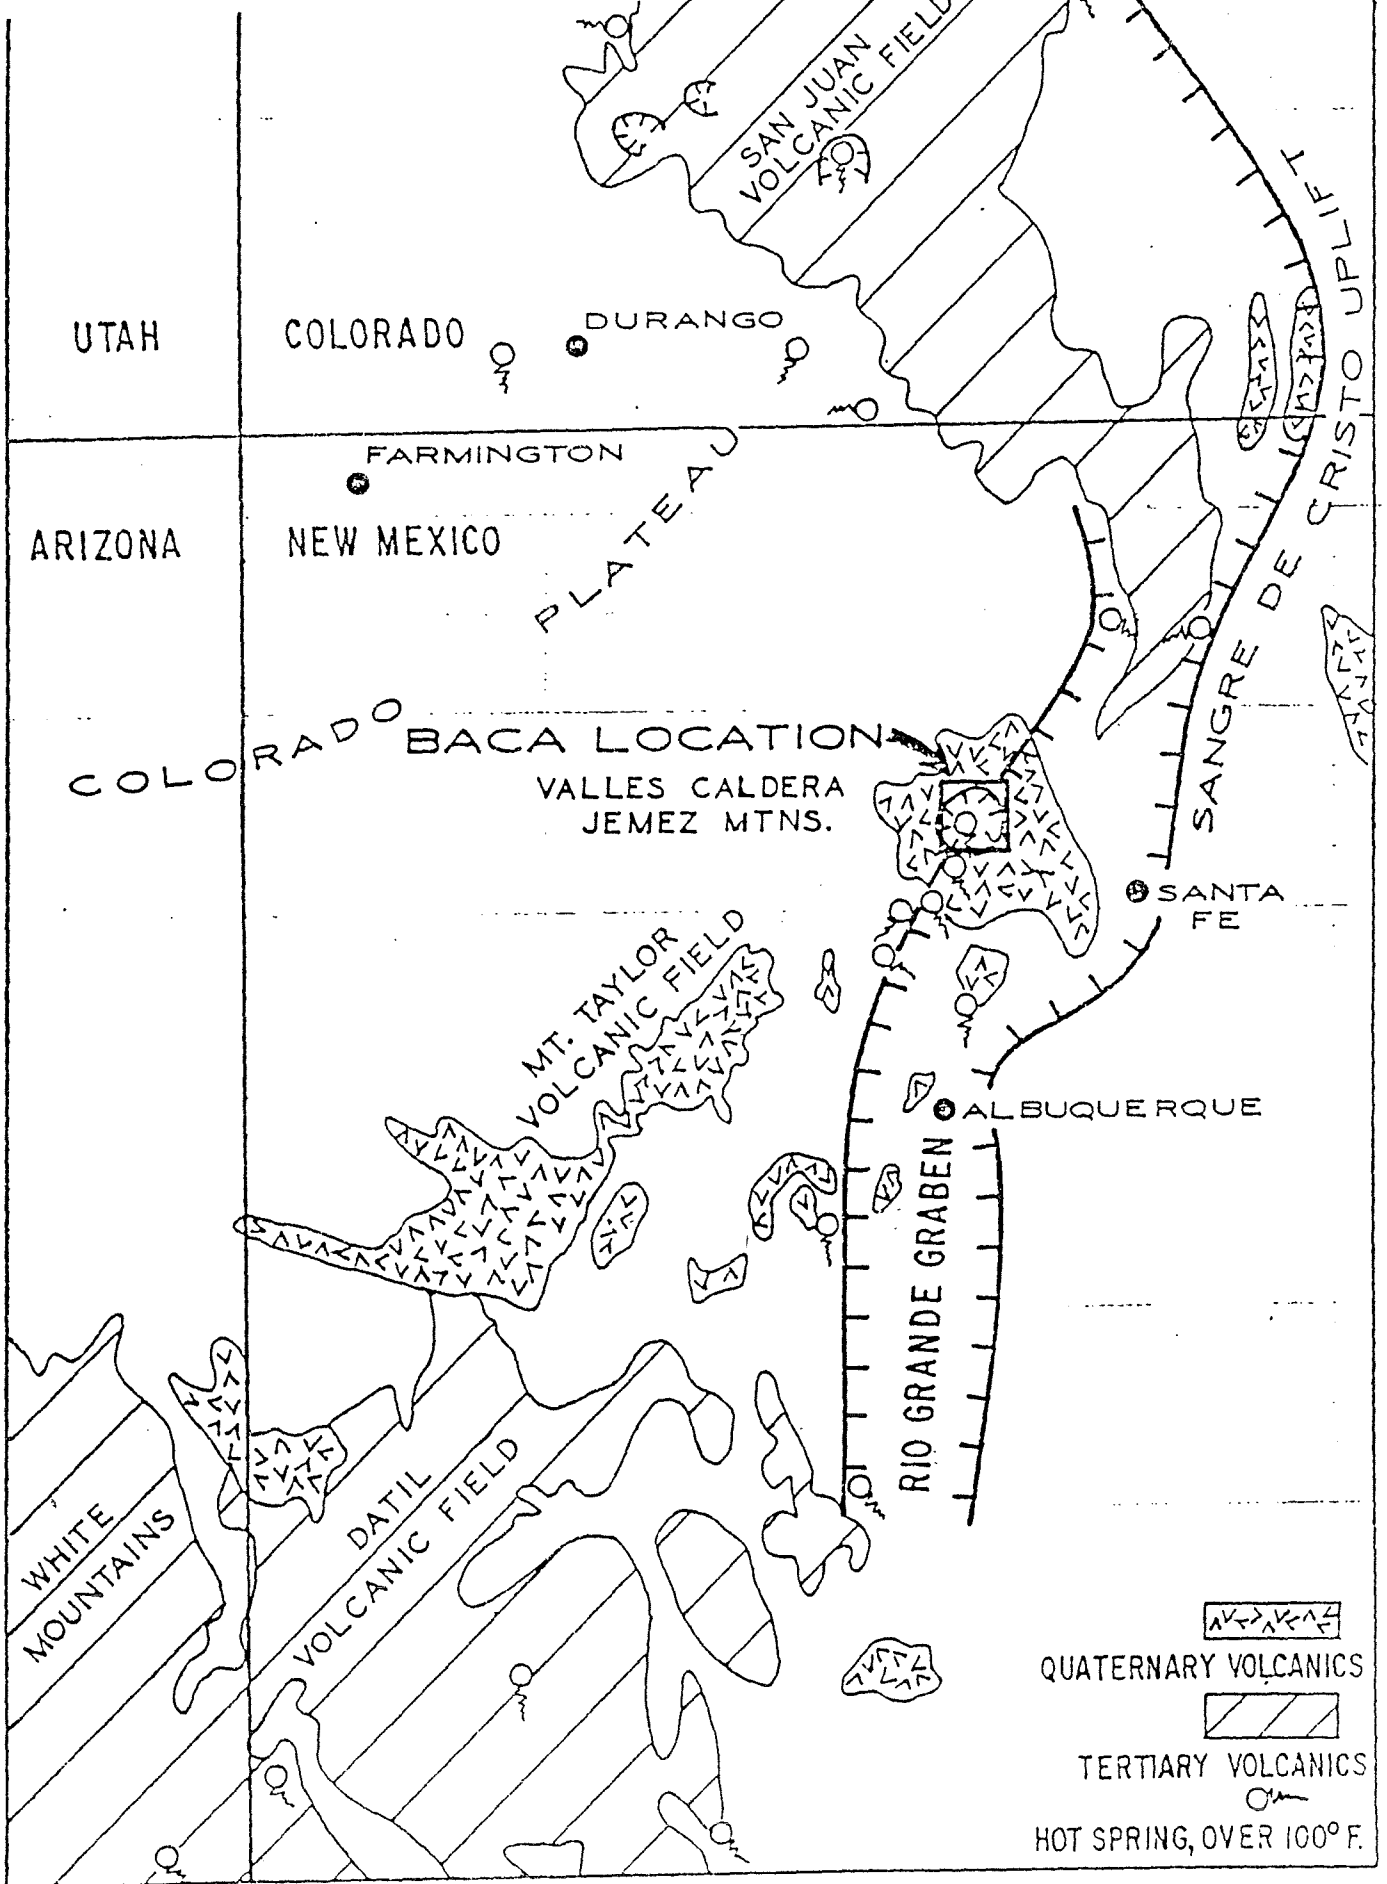 SAN JUAN
VOLCANIC FIELD
SANGRE DE CRISTO UPLIFT
UTAH
COLORADO
DURANGO
FARMINGTON
ARIZONA
NEW MEXICO
COLORADO PLATEAU
BACA LOCATION
VALLES CALDERA
JEMEZ MTNS.
SANTA
FE
MT. TAYLOR
VOLCANIC FIELD
ALBUQUERQUE
RIO GRANDE GRABEN
WHITE
MOUNTAINS
DATIL
VOLCANIC FIELD
QUATERNARY VOLCANICS
TERTIARY VOLCANICS
HOT SPRING, OVER 100° F.